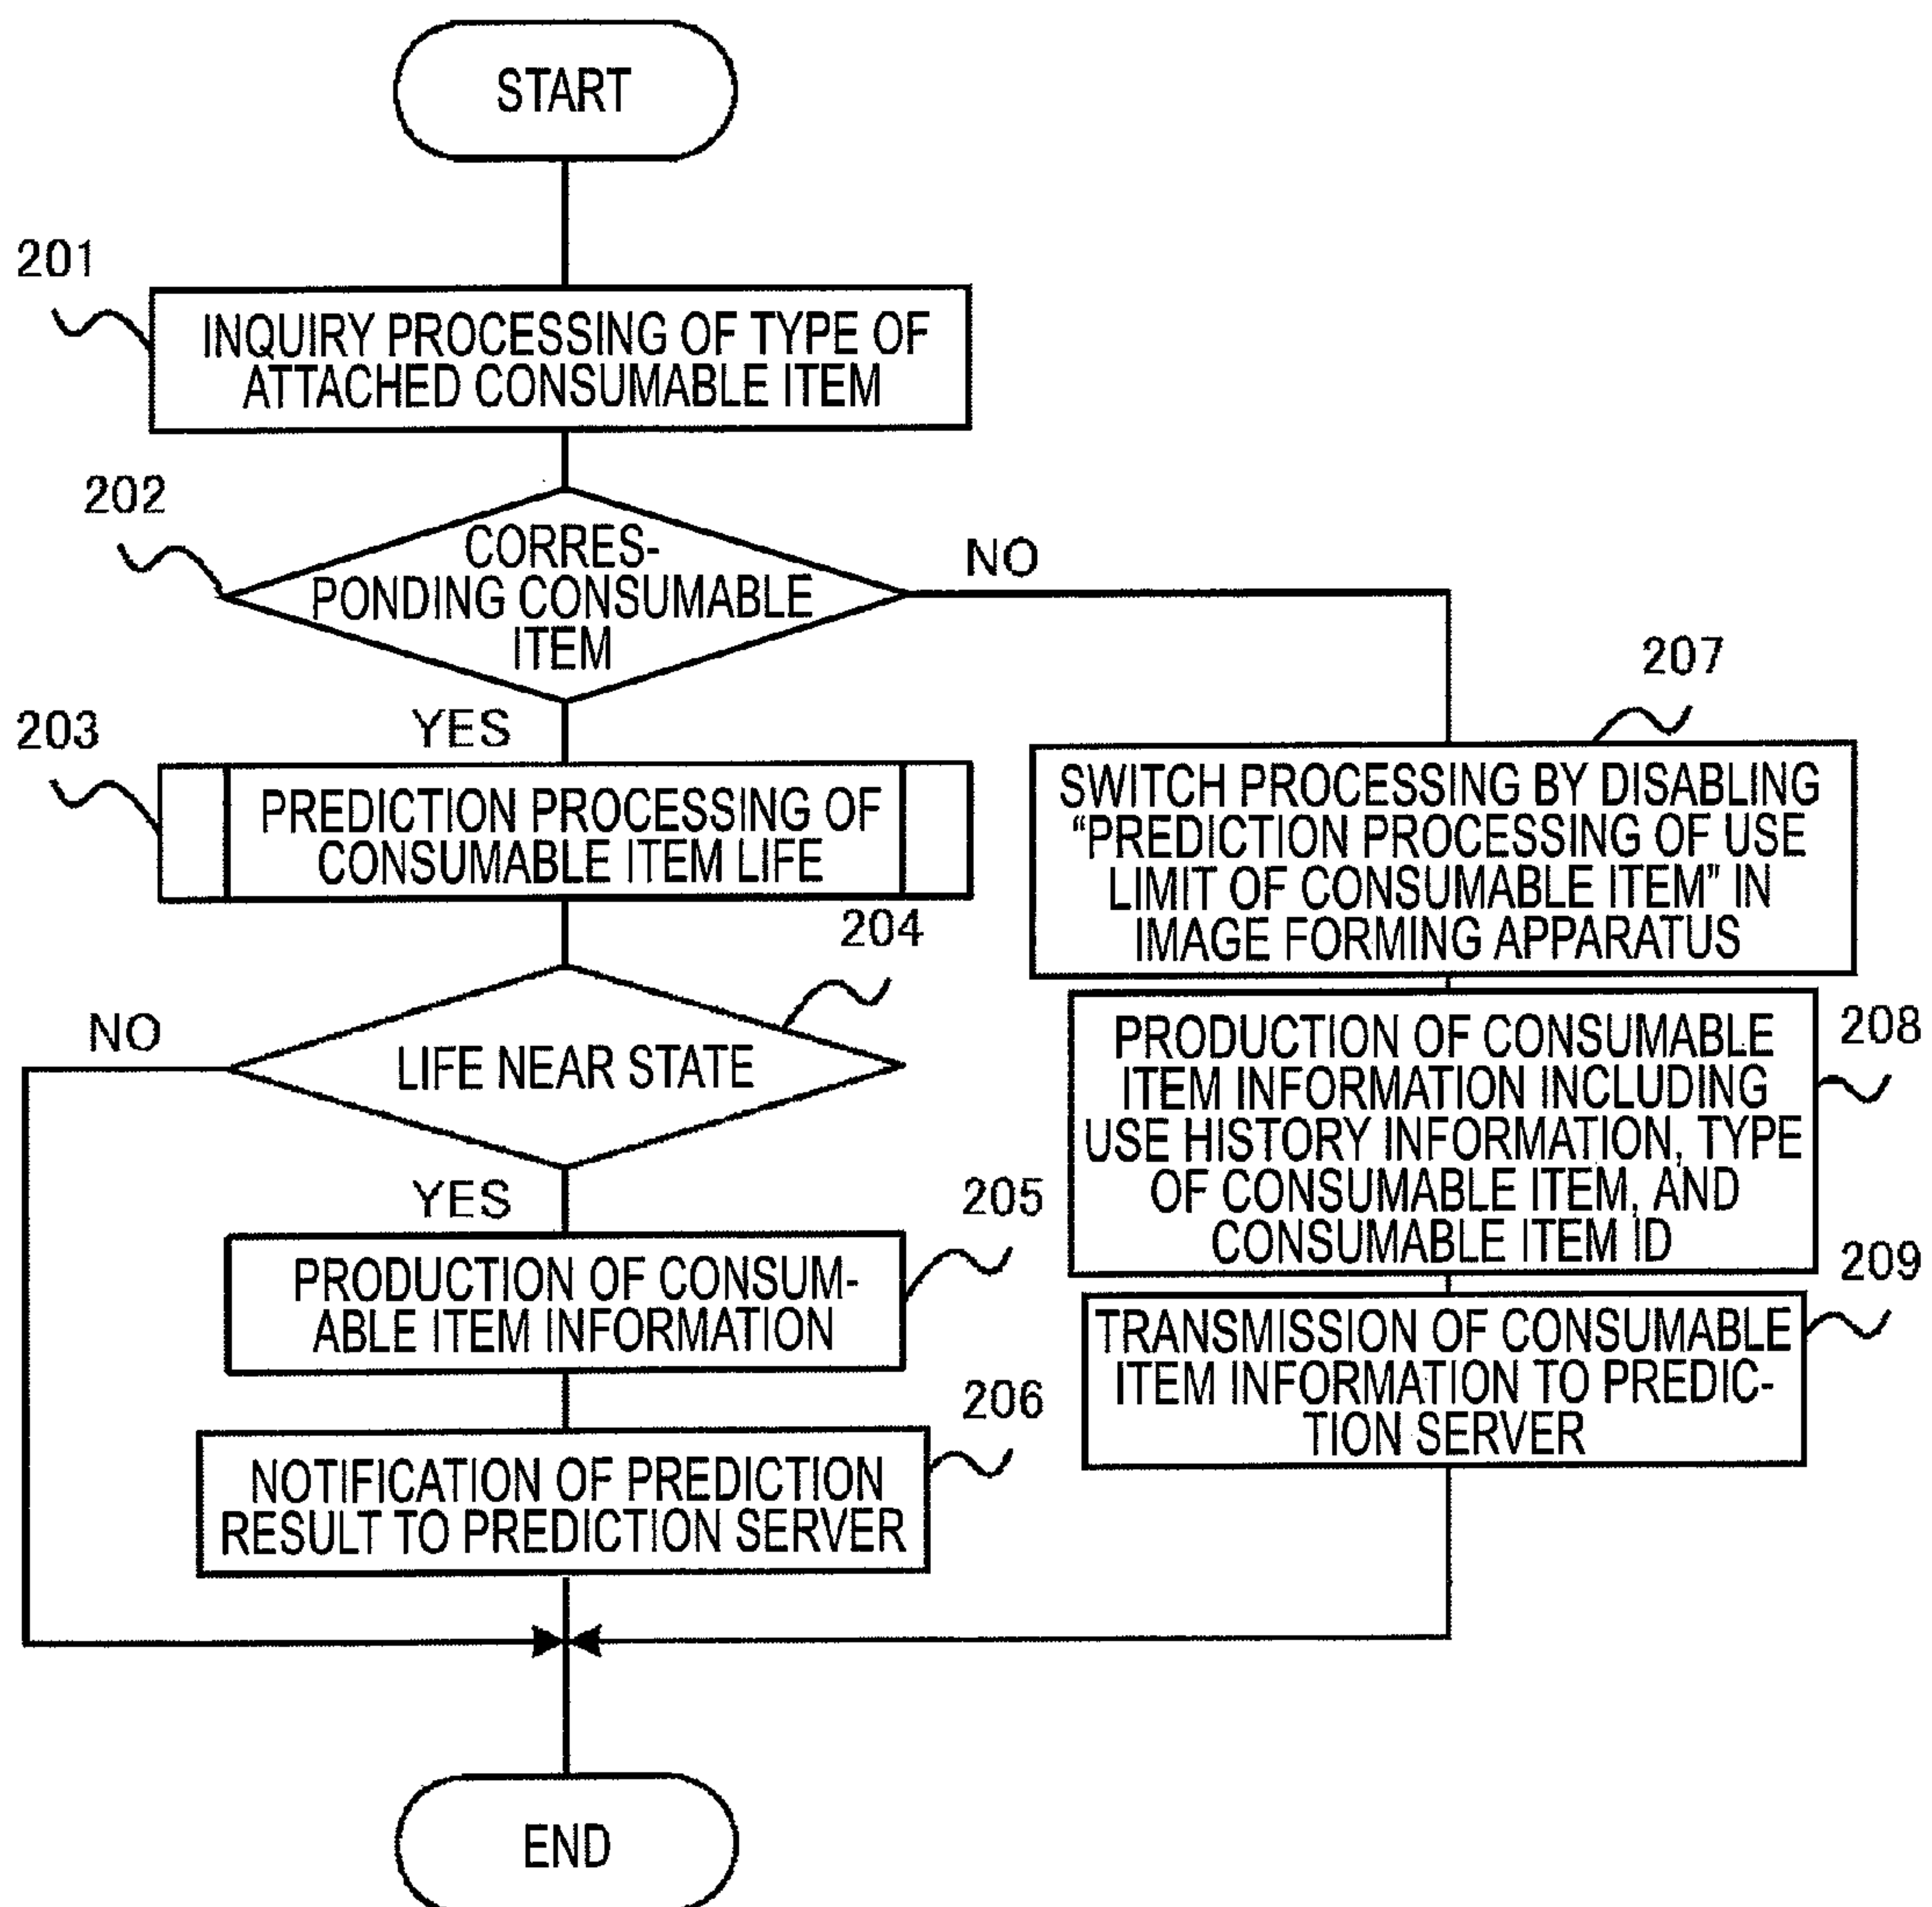 START
201
INQUIRY PROCESSING OF TYPE OF
ATTACHED CONSUMABLE ITEM
202
CORRES-
PONDING CONSUMABLE
ITEM
NO
YES
203
PREDICTION PROCESSING OF
CONSUMABLE ITEM LIFE
204
LIFE NEAR STATE
NO
YES
205
PRODUCTION OF CONSUM-
ABLE ITEM INFORMATION
206
NOTIFICATION OF PREDICTION
RESULT TO PREDICTION SERVER
207
SWITCH PROCESSING BY DISABLING
“PREDICTION PROCESSING OF USE
LIMIT OF CONSUMABLE ITEM” IN
IMAGE FORMING APPARATUS
208
PRODUCTION OF CONSUMABLE
ITEM INFORMATION INCLUDING
USE HISTORY INFORMATION, TYPE
OF CONSUMABLE ITEM, AND
CONSUMABLE ITEM ID
209
TRANSMISSION OF CONSUMABLE
ITEM INFORMATION TO PREDIC-
TION SERVER
END